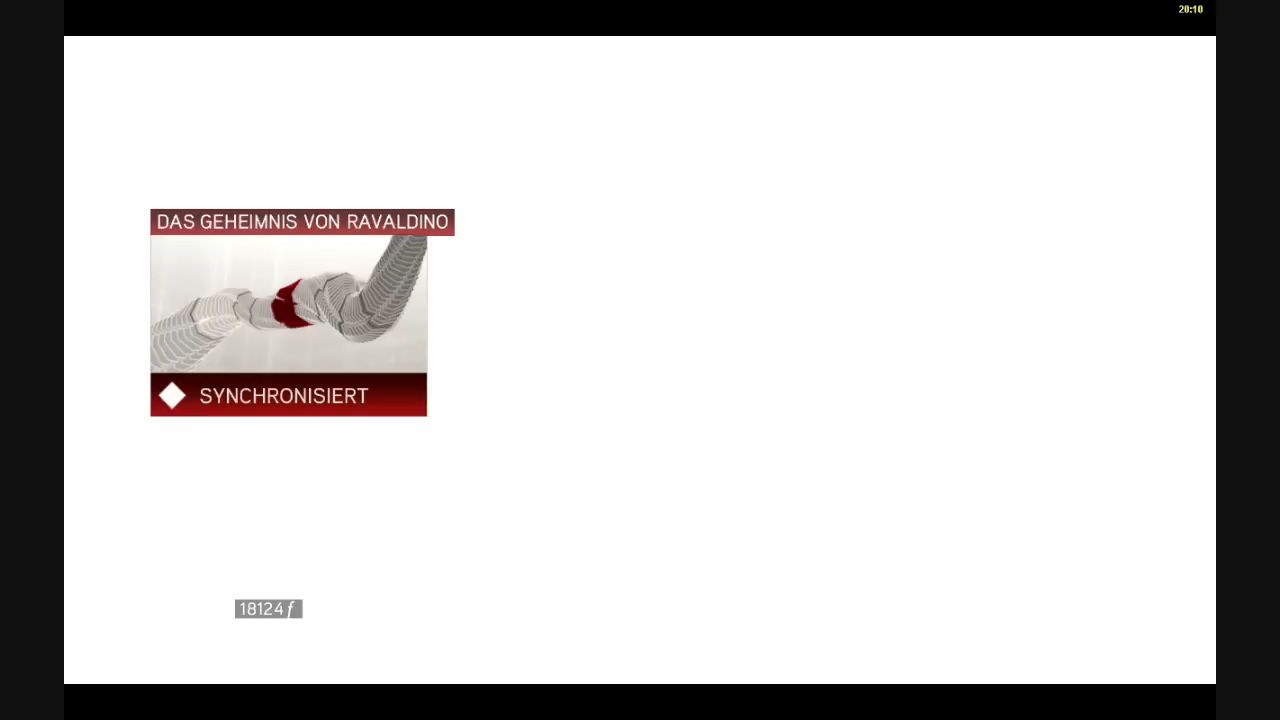 20:10
DAS GEHEIMNIS VON RAVALDINO
SYNCHRONISIERT
18124 ƒ